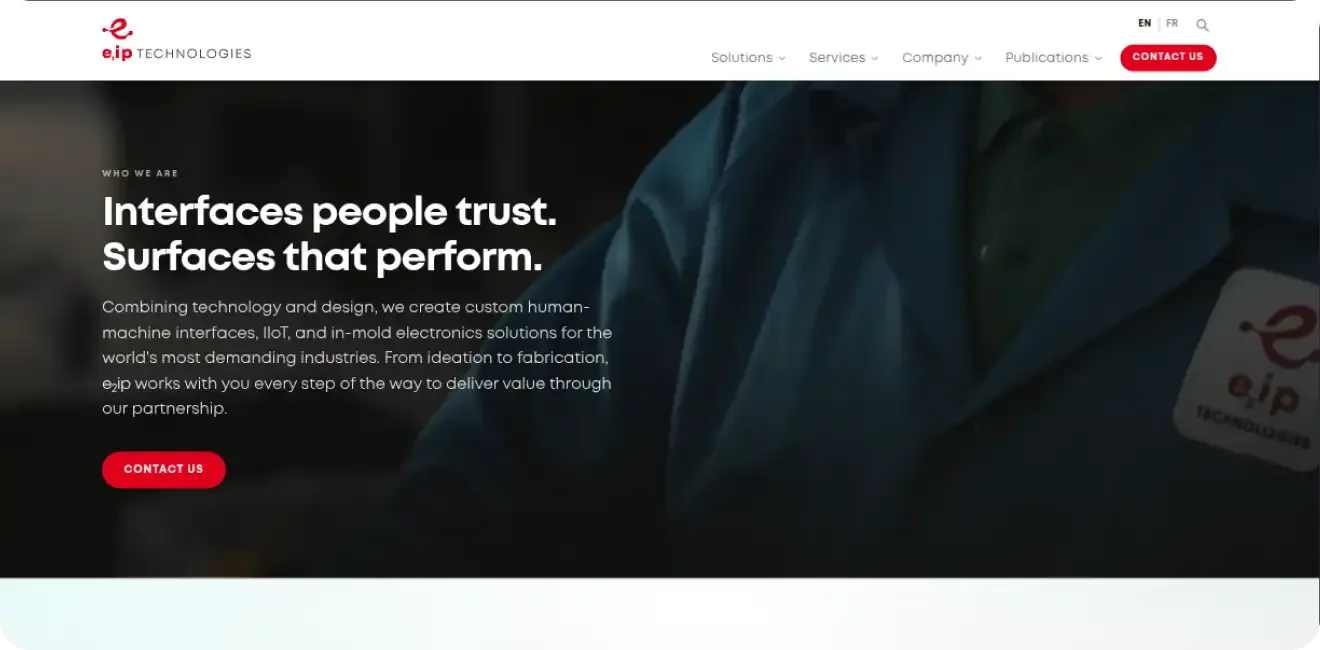 EN | FR
e2ip TECHNOLOGIES
Solutions Services Company Publications CONTACT US
WHO WE ARE
Interfaces people trust.
Surfaces that perform.
Combining technology and design, we create custom human-
machine interfaces, IIoT, and in-mold electronics solutions for the
world's most demanding industries. From ideation to fabrication,
e2ip works with you every step of the way to deliver value through
our partnership.
CONTACT US
e2ip
TECHNOLOGIES